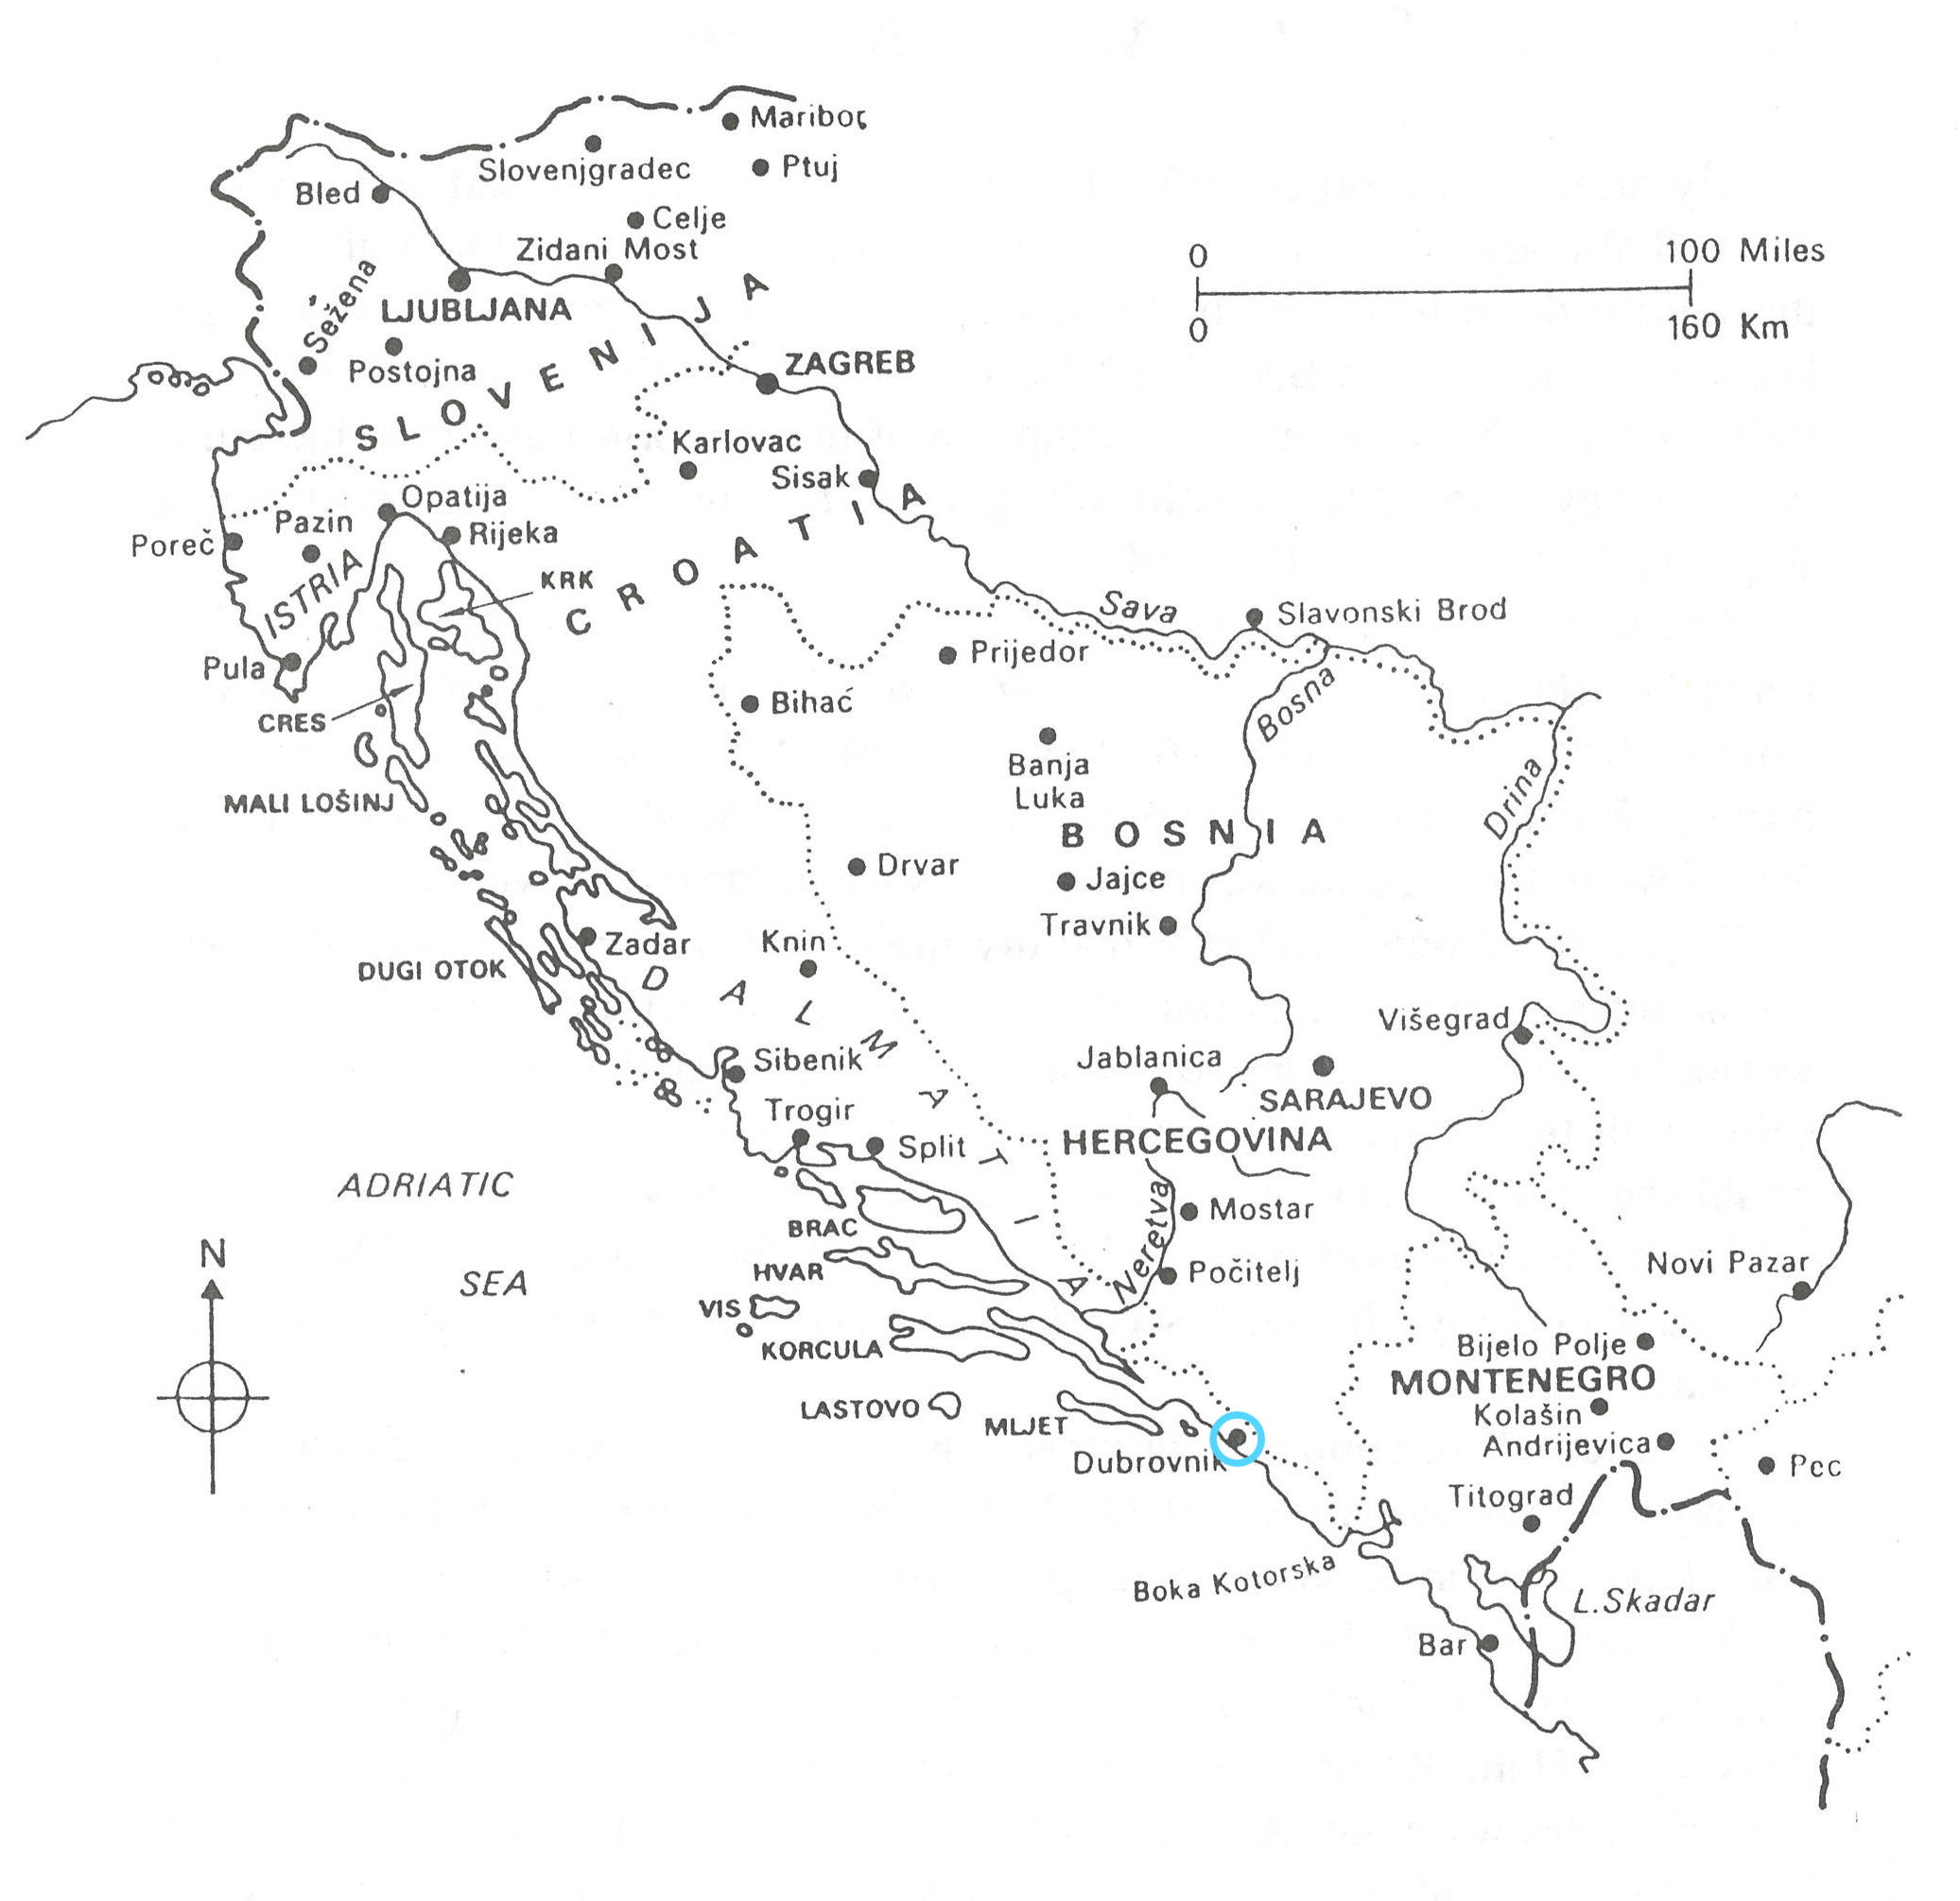 Maribor
Slovenjgradec
Ptuj
Bled
Celje
Zidani Most
0 100 Miles
0 160 Km
Sežena
LJUBLJANA
Postojna
SLOVENIJA
ZAGREB
Karlovac
Sisak
Opatija
Pazin
Rijeka
Poreč
ISTRIA
KRK
CROATIA
Sava
Slavonski Brod
Prijedor
Pula
Bihać
Bosna
CRES
Banja
Luka
MALI LOŠINJ
Drina
BOSNIA
Drvar
Jajce
Travnik
Knin
Zadar
DUGI OTOK
DALMATIA
Višegrad
Sibenik
Jablanica
SARAJEVO
Trogir
HERCEGOVINA
Split
ADRIATIC
SEA
N
BRAC
Neretva
Mostar
HVAR
Počitelj
Novi Pazar
VIS
KORCULA
Bijelo Polje
MONTENEGRO
LASTOVO
MLJET
Kolašin
Andrijevica
Dubrovnik
Pec
Titograd
Boka Kotorska
L. Skadar
Bar